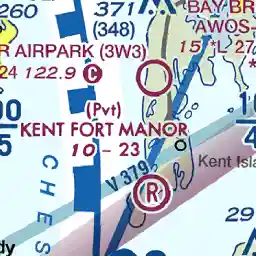 260
371
(348)
BAY BR
AWOS-
R AIRPARK (3W3)
15 *L 27
24 122.9 C
(Pvt)
KENT FORT MANOR
10 - 23
00
5
10
4
Kent Isl
V 379
R
CHES
29
dy